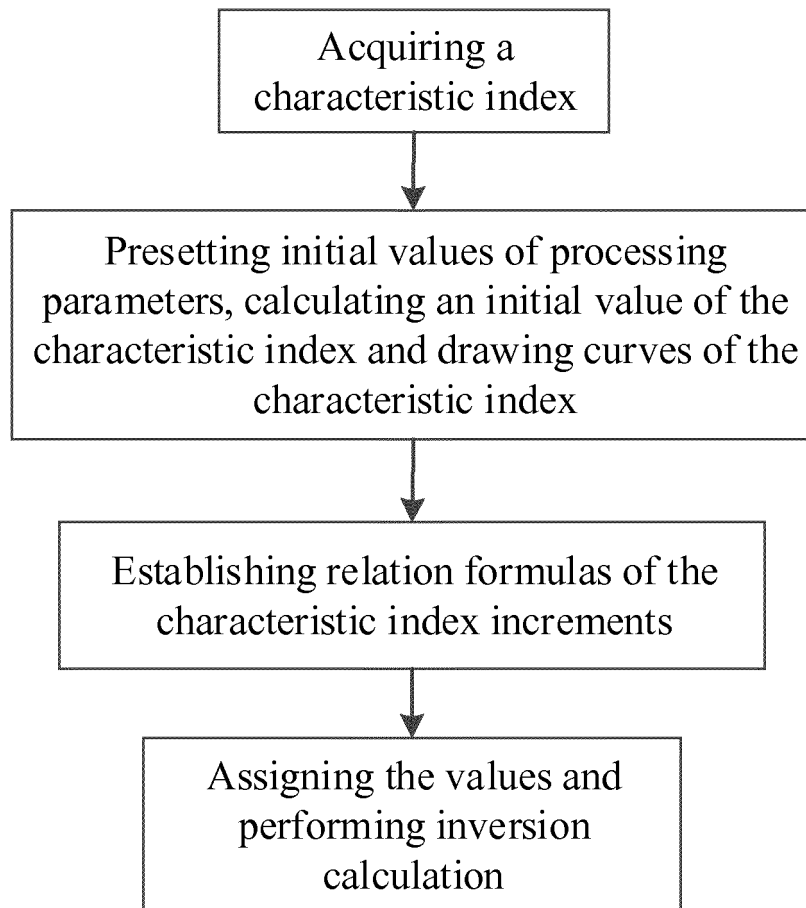 Acquiring a
characteristic index
Presetting initial values of processing
parameters, calculating an initial value of the
characteristic index and drawing curves of the
characteristic index
Establishing relation formulas of the
characteristic index increments
Assigning the values and
performing inversion
calculation